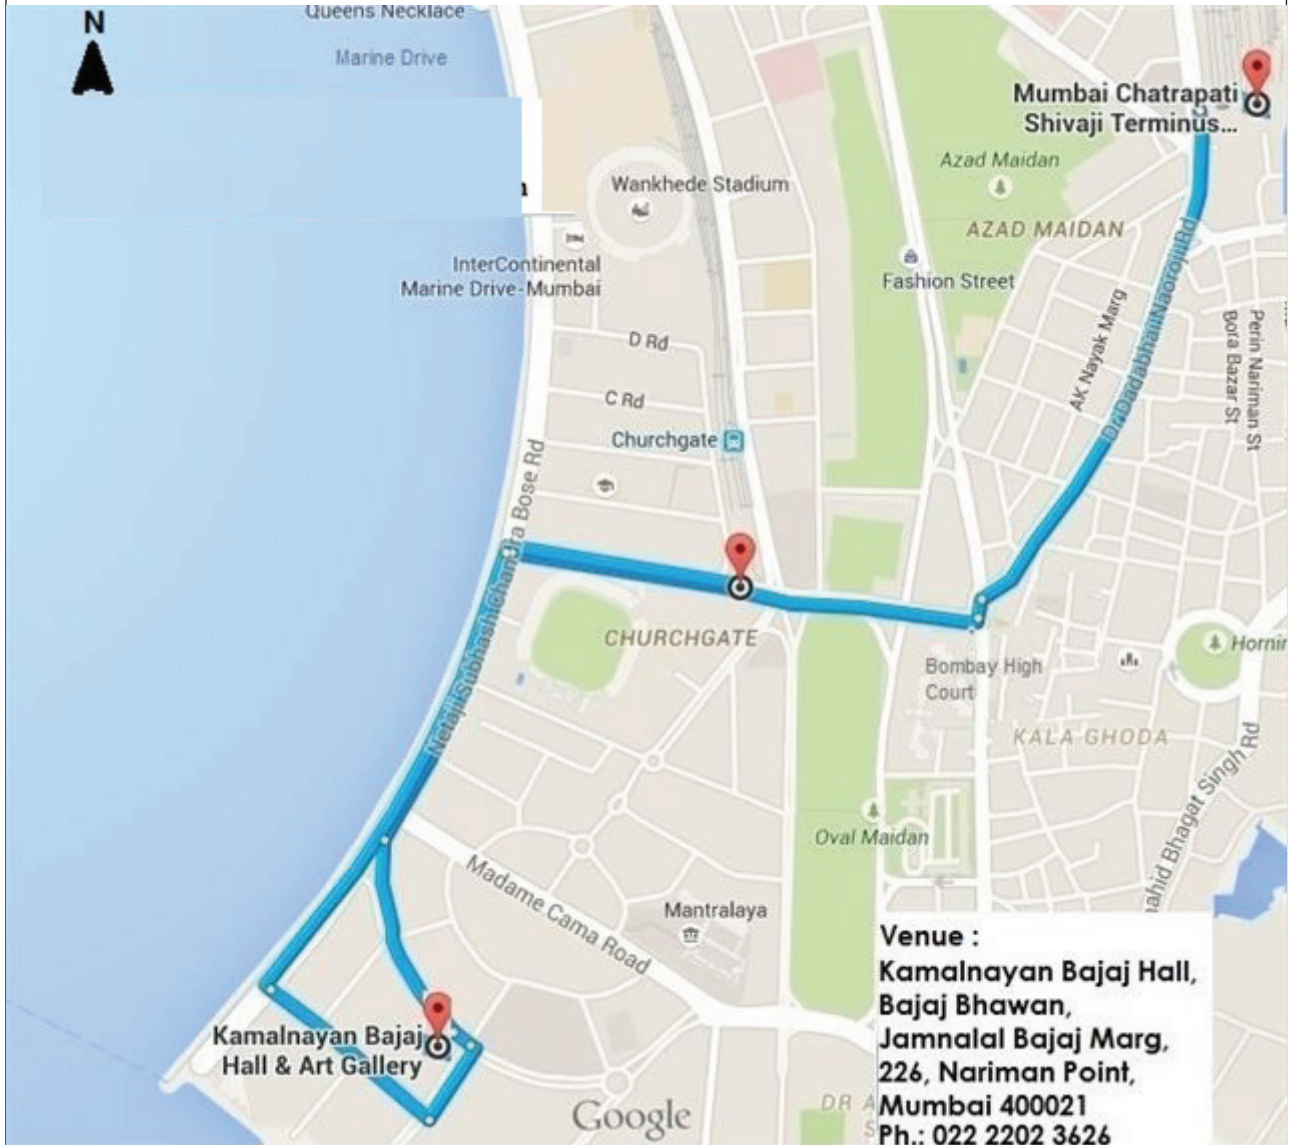 Queens Necklace
N
Marine Drive
Mumbai Chatrapati
Shivaji Terminus...
Azad Maidan
Wankhede Stadium
AZAD MAIDAN
InterContinental
Marine Drive-Mumbai
Fashion Street
D Rd
AK Nayak Marg
Dr Dadabhai Naoroji Rd
Perin Nariman St
Bora Bazar St
C Rd
Churchgate
Netaji Subhash Chandra Bose Rd
CHURCHGATE
Bombay High
Court
KALA GHODA
Bhagat Singh Rd
Oval Maidan
Madame Cama Road
Mantralaya
Kamalnayan Bajaj
Hall & Art Gallery
Google
Venue :
Kamalnayan Bajaj Hall,
Bajaj Bhawan,
Jamnalal Bajaj Marg,
226, Nariman Point,
Mumbai 400021
Ph.: 022 2202 3626